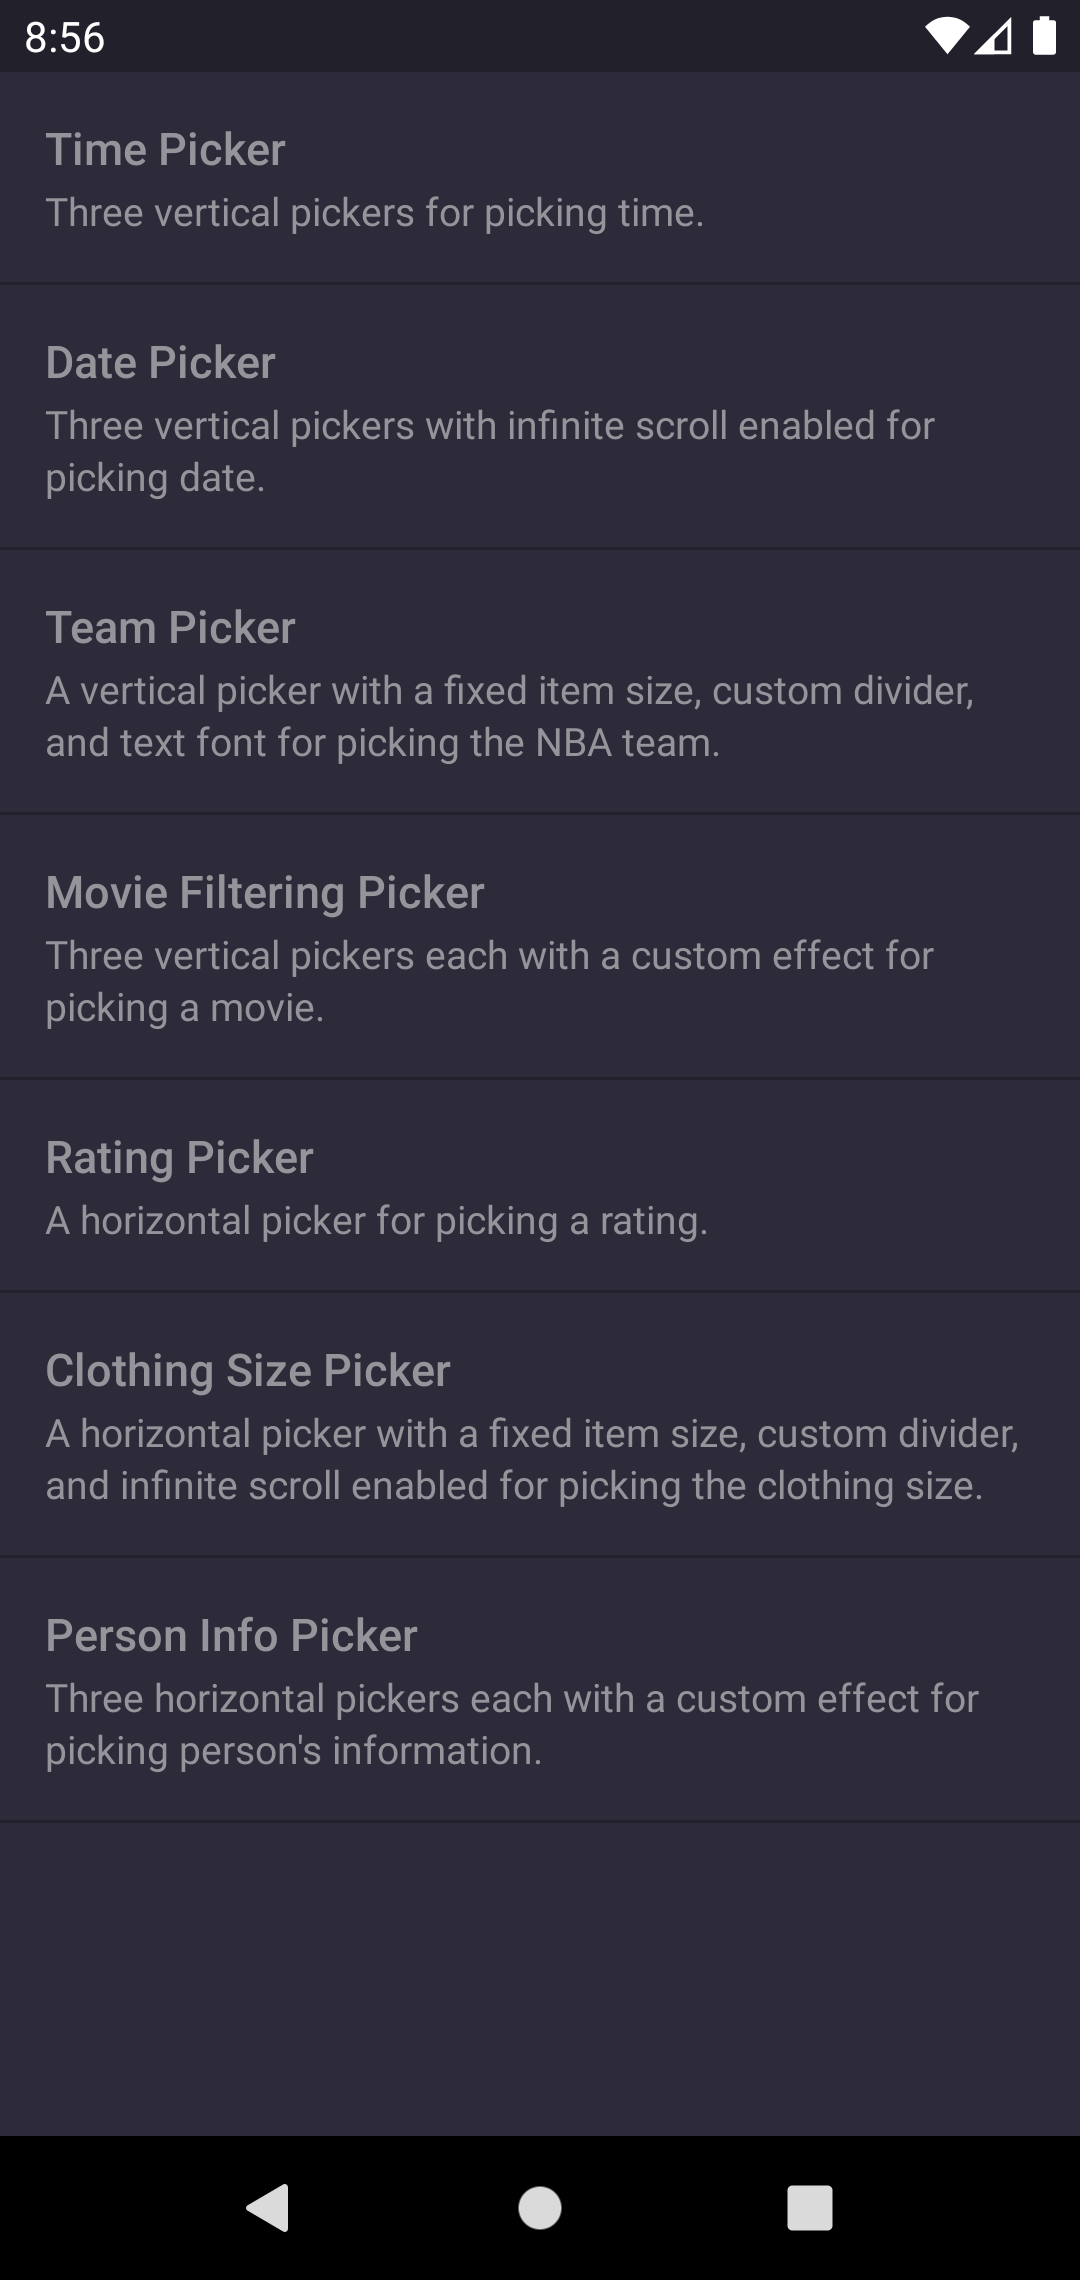 8:56
Time Picker
Three vertical pickers for picking time.
Date Picker
Three vertical pickers with infinite scroll enabled for
picking date.
Team Picker
A vertical picker with a fixed item size, custom divider,
and text font for picking the NBA team.
Movie Filtering Picker
Three vertical pickers each with a custom effect for
picking a movie.
Rating Picker
A horizontal picker for picking a rating.
Clothing Size Picker
A horizontal picker with a fixed item size, custom divider,
and infinite scroll enabled for picking the clothing size.
Person Info Picker
Three horizontal pickers each with a custom effect for
picking person's information.